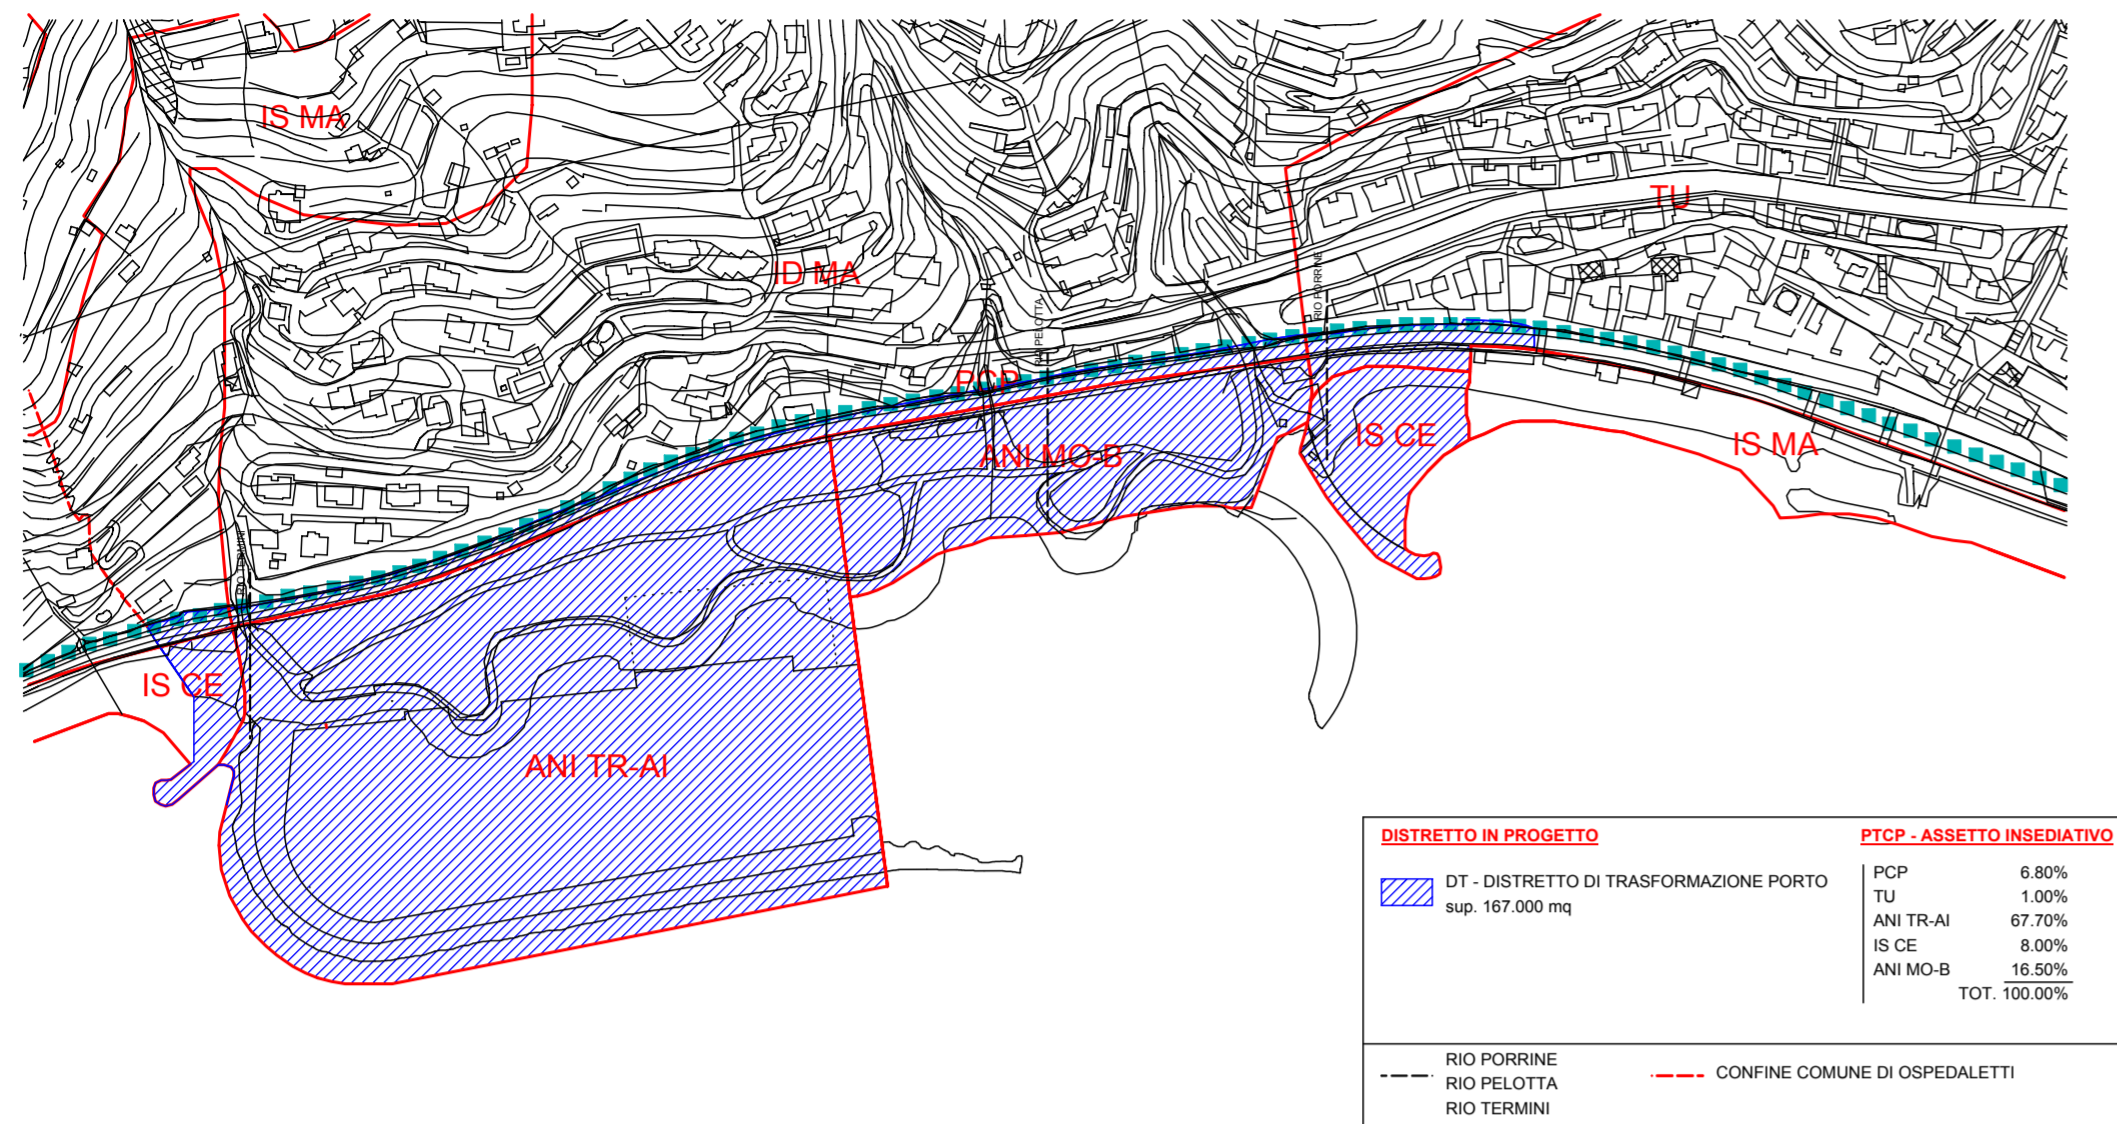 IS MA
TU
RIO PORRINE
ID MA
RIO PELOTTA
PCP
IS CE
IS MA
ANI MO-B
RIO TERMINI
IS CE
ANI TR-AI
DISTRETTO IN PROGETTO
DT - DISTRETTO DI TRASFORMAZIONE PORTO
sup. 167.000 mq
PTCP - ASSETTO INSEDIATIVO
PCP 6.80%
TU 1.00%
ANI TR-AI 67.70%
IS CE 8.00%
ANI MO-B 16.50%
TOT. 100.00%
RIO PORRINE
RIO PELOTTA
RIO TERMINI
CONFINE COMUNE DI OSPEDALETTI